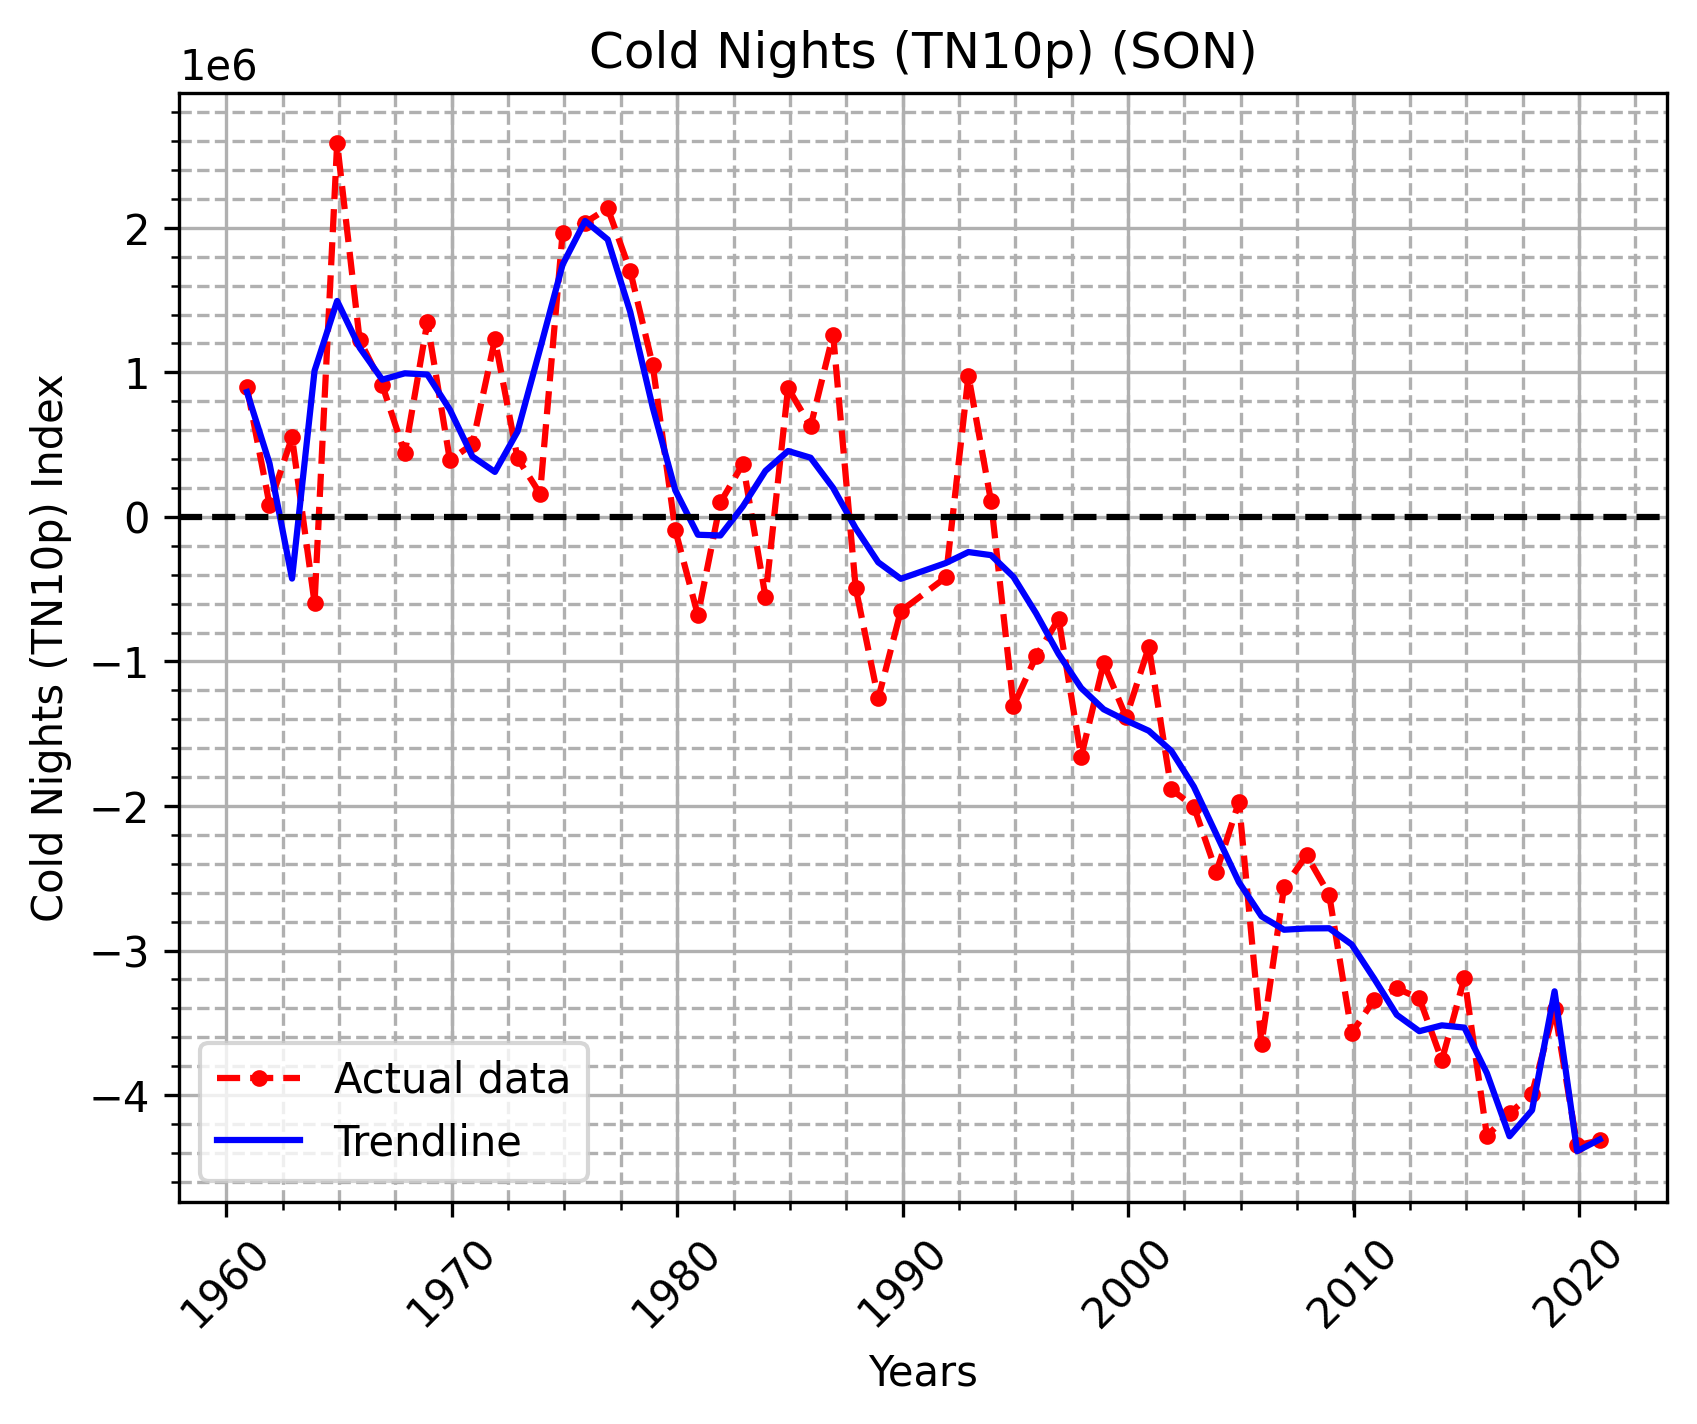 Cold Nights (TN10p) (SON)
1e6
2
1
0
−1
−2
−3
−4
Cold Nights (TN10p) Index
Actual data
Trendline
1960 1970 1980 1990 2000 2010 2020
Years